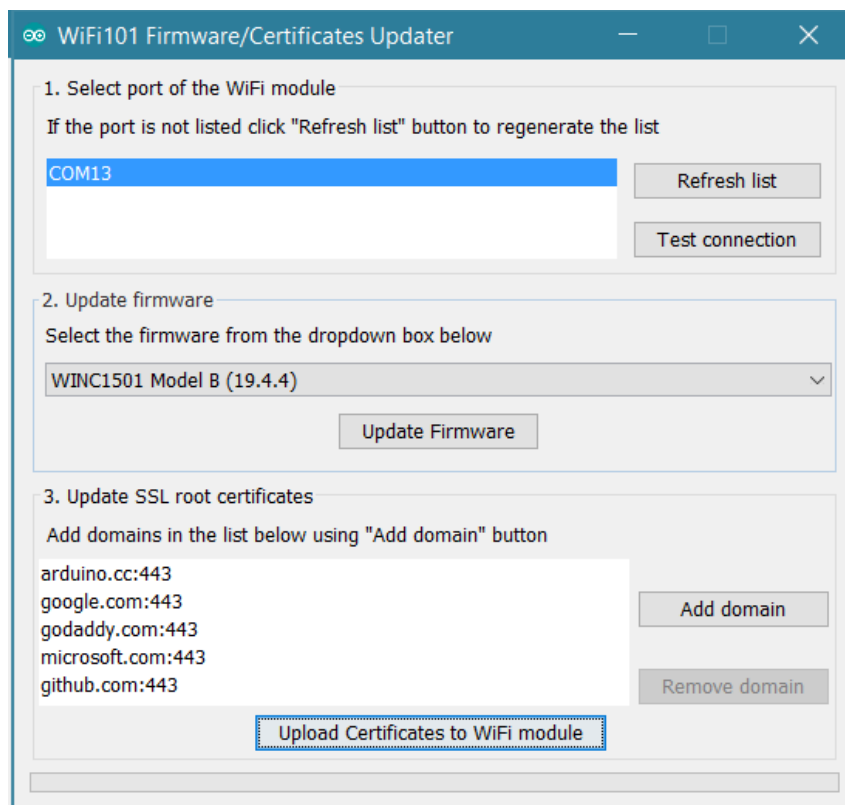 WiFi101 Firmware/Certificates Updater
1. Select port of the WiFi module
If the port is not listed click "Refresh list" button to regenerate the list
COM13
Refresh list
Test connection
2. Update firmware
Select the firmware from the dropdown box below
WINC1501 Model B (19.4.4)
Update Firmware
3. Update SSL root certificates
Add domains in the list below using "Add domain" button
arduino.cc:443
google.com:443
godaddy.com:443
microsoft.com:443
github.com:443
Add domain
Remove domain
Upload Certificates to WiFi module